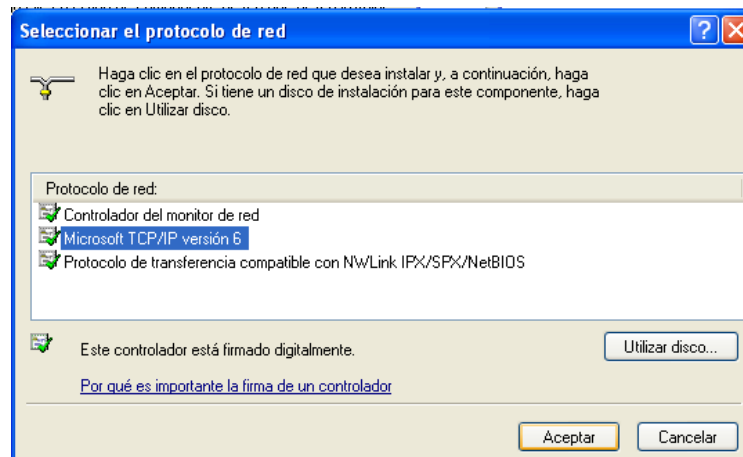 Seleccionar el protocolo de red
Haga clic en el protocolo de red que desea instalar y, a continuación, haga
clic en Aceptar. Si tiene un disco de instalación para este componente, haga
clic en Utilizar disco.
Protocolo de red:
Controlador del monitor de red
Microsoft TCP/IP versión 6
Protocolo de transferencia compatible con NWLink IPX/SPX/NetBIOS
Este controlador está firmado digitalmente.
Utilizar disco...
Por qué es importante la firma de un controlador
Aceptar
Cancelar